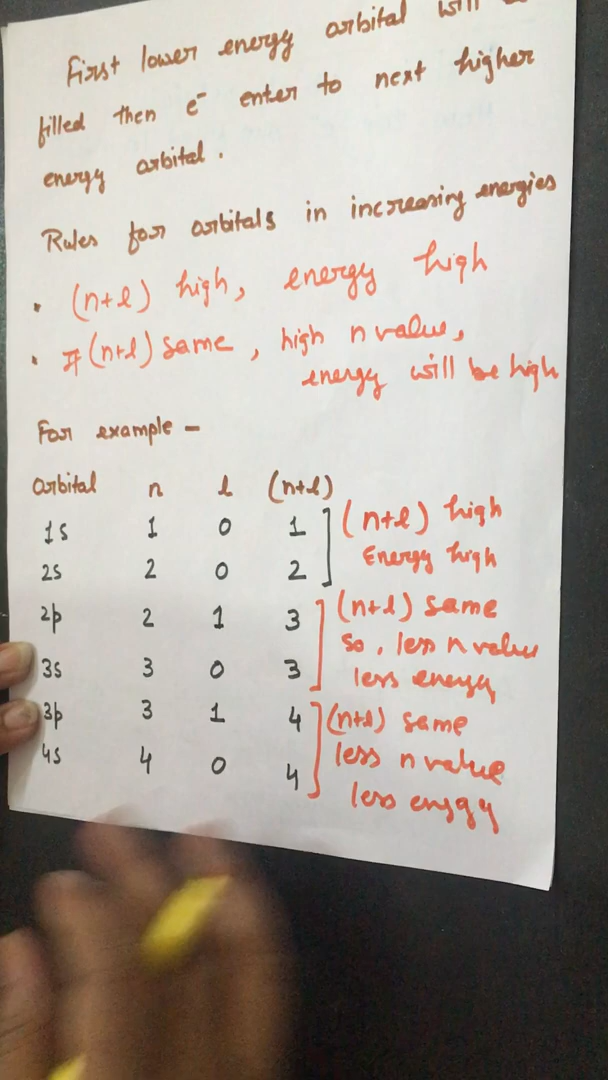 First lower energy orbital will
filled then e⁻ enter to next higher
energy orbital.
Rules for orbitals in increasing energies
• (n+l) high, energy high
• If (n+l) same, high n value,
energy will be high
For example -
orbital n l (n+l)
1s 1 0 1
2s 2 0 2
(n+l) high
Energy high
2p 2 1 3
3s 3 0 3
(n+l) same
so, less n value
less energy
3p 3 1 4
4s 4 0 4
(n+l) same
less n value
less energy